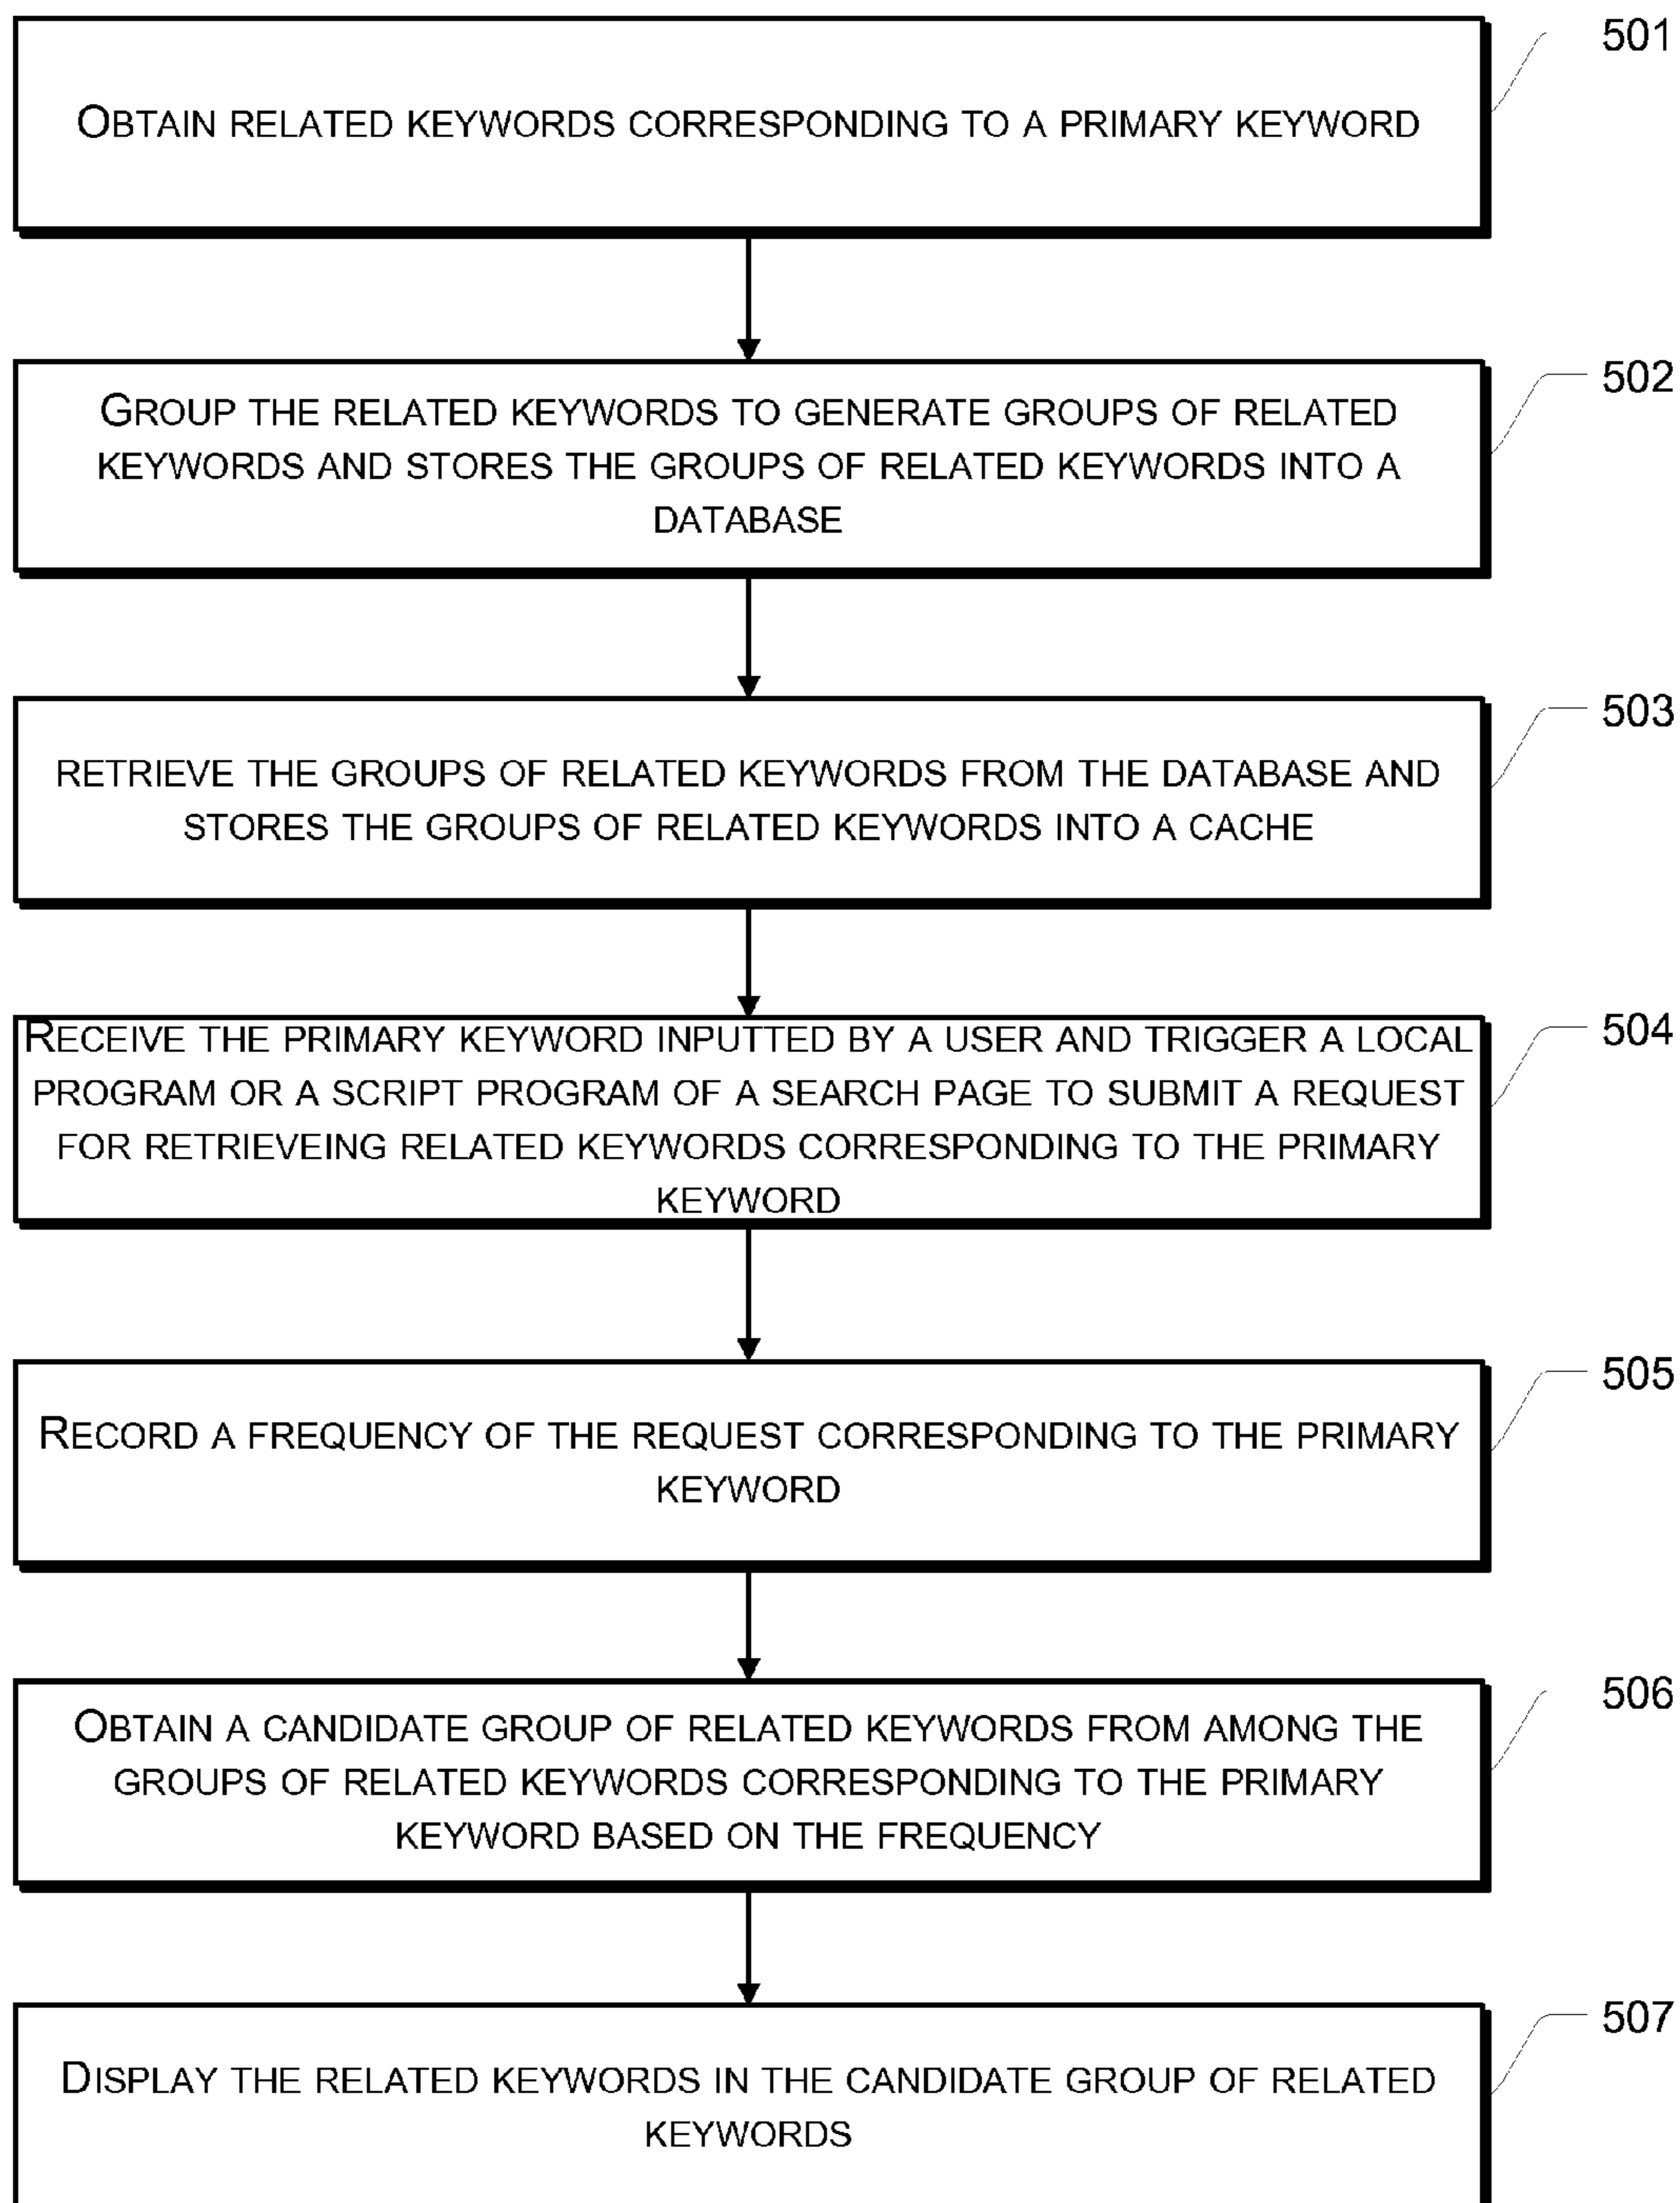 501
OBTAIN RELATED KEYWORDS CORRESPONDING TO A PRIMARY KEYWORD
502
GROUP THE RELATED KEYWORDS TO GENERATE GROUPS OF RELATED
KEYWORDS AND STORES THE GROUPS OF RELATED KEYWORDS INTO A
DATABASE
503
RETRIEVE THE GROUPS OF RELATED KEYWORDS FROM THE DATABASE AND
STORES THE GROUPS OF RELATED KEYWORDS INTO A CACHE
504
RECEIVE THE PRIMARY KEYWORD INPUTTED BY A USER AND TRIGGER A LOCAL
PROGRAM OR A SCRIPT PROGRAM OF A SEARCH PAGE TO SUBMIT A REQUEST
FOR RETRIEVEING RELATED KEYWORDS CORRESPONDING TO THE PRIMARY
KEYWORD
505
RECORD A FREQUENCY OF THE REQUEST CORRESPONDING TO THE PRIMARY
KEYWORD
506
OBTAIN A CANDIDATE GROUP OF RELATED KEYWORDS FROM AMONG THE
GROUPS OF RELATED KEYWORDS CORRESPONDING TO THE PRIMARY
KEYWORD BASED ON THE FREQUENCY
507
DISPLAY THE RELATED KEYWORDS IN THE CANDIDATE GROUP OF RELATED
KEYWORDS